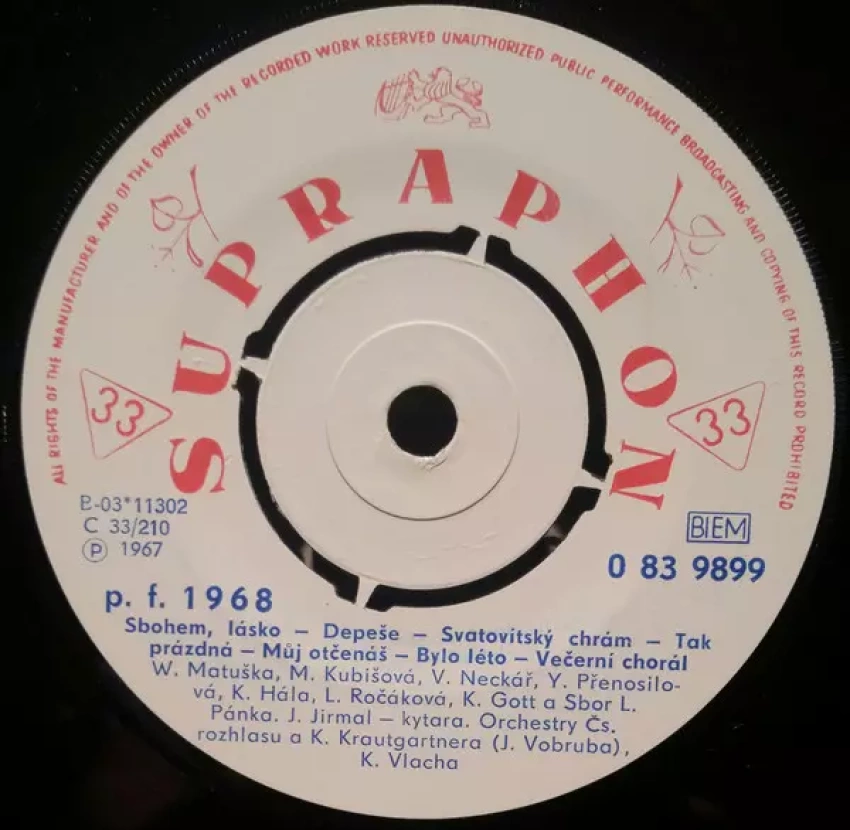 ALL RIGHTS OF THE MANUFACTURER AND OF THE OWNER OF THE RECORDED WORK RESERVED UNAUTHORIZED PUBLIC PERFORMANCE BROADCASTING AND COPYING OF THIS RECORD PROHIBITED
SUPRAPHON
33
33
E-03*11302
C 33/210
Ⓟ 1967
BIEM
0 83 9899
p. f. 1968
Sbohem, lásko – Depeše – Svatovítský chrám – Tak
prázdná – Můj otčenáš – Bylo léto – Večerní chorál
W. Matuška, M. Kubišová, V. Neckář, Y. Přenosilo-
vá, K. Hála, L. Ročáková, K. Gott a Sbor L.
Pánka. J. Jirmal – kytara. Orchestry Čs.
rozhlasu a K. Krautgartnera (J. Vobruba),
K. Vlacha